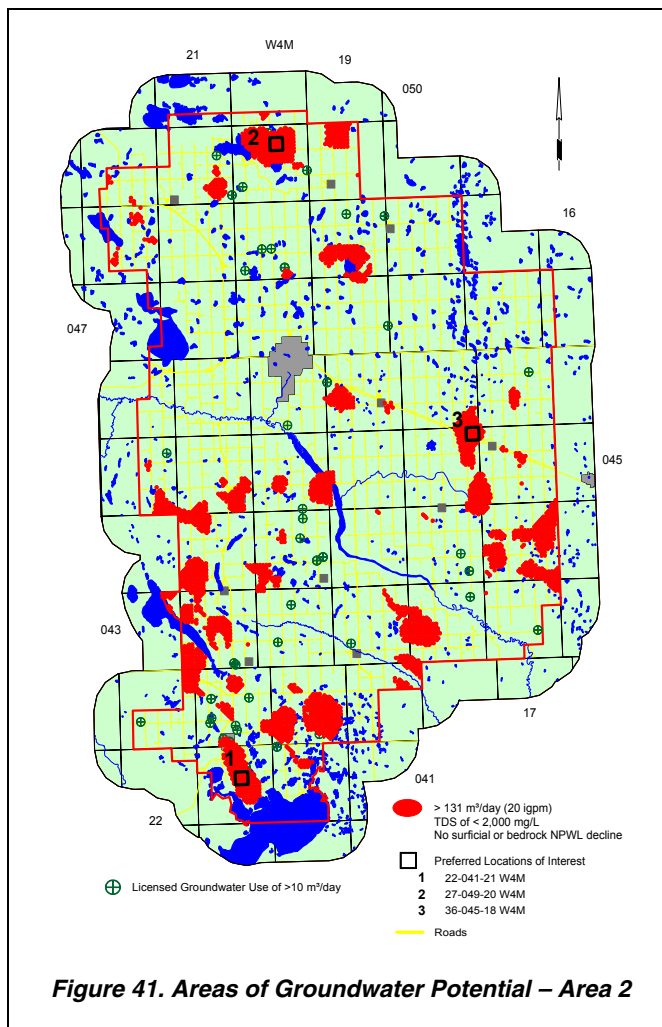 W4M
21
19
050
2
16
047
3
045
043
17
1
041
22
> 131 m³/day (20 igpm)
TDS of < 2,000 mg/L
No surficial or bedrock NPWL decline
Preferred Locations of Interest
1 22-041-21 W4M
2 27-049-20 W4M
3 36-045-18 W4M
Roads
Licensed Groundwater Use of >10 m³/day
Figure 41. Areas of Groundwater Potential – Area 2